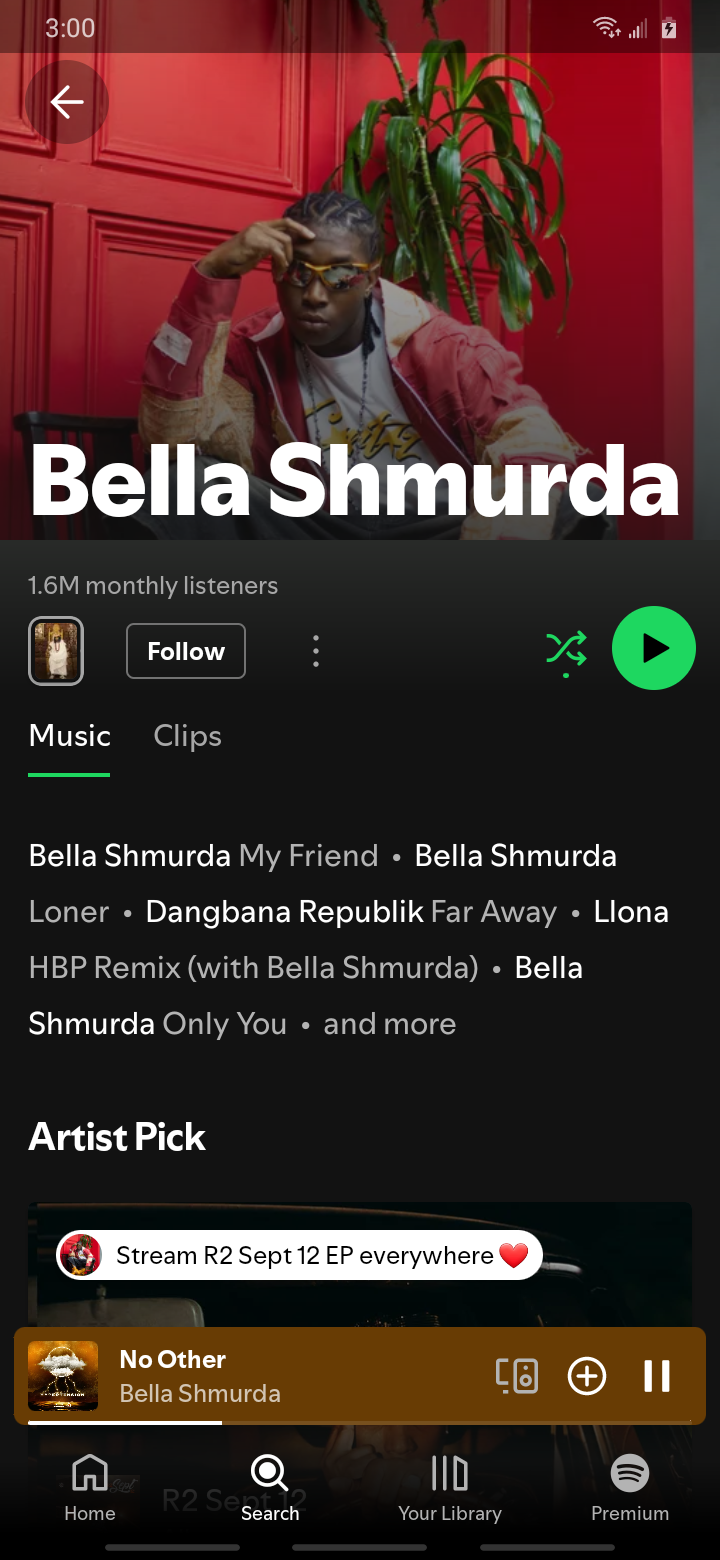 3:00
Bella Shmurda
1.6M monthly listeners
Follow
Music Clips
Bella Shmurda My Friend • Bella Shmurda
Loner • Dangbana Republik Far Away • Llona
HBP Remix (with Bella Shmurda) • Bella
Shmurda Only You • and more
Artist Pick
Stream R2 Sept 12 EP everywhere❤️
No Other
Bella Shmurda
R2 Sept 12
Home Search Your Library Premium